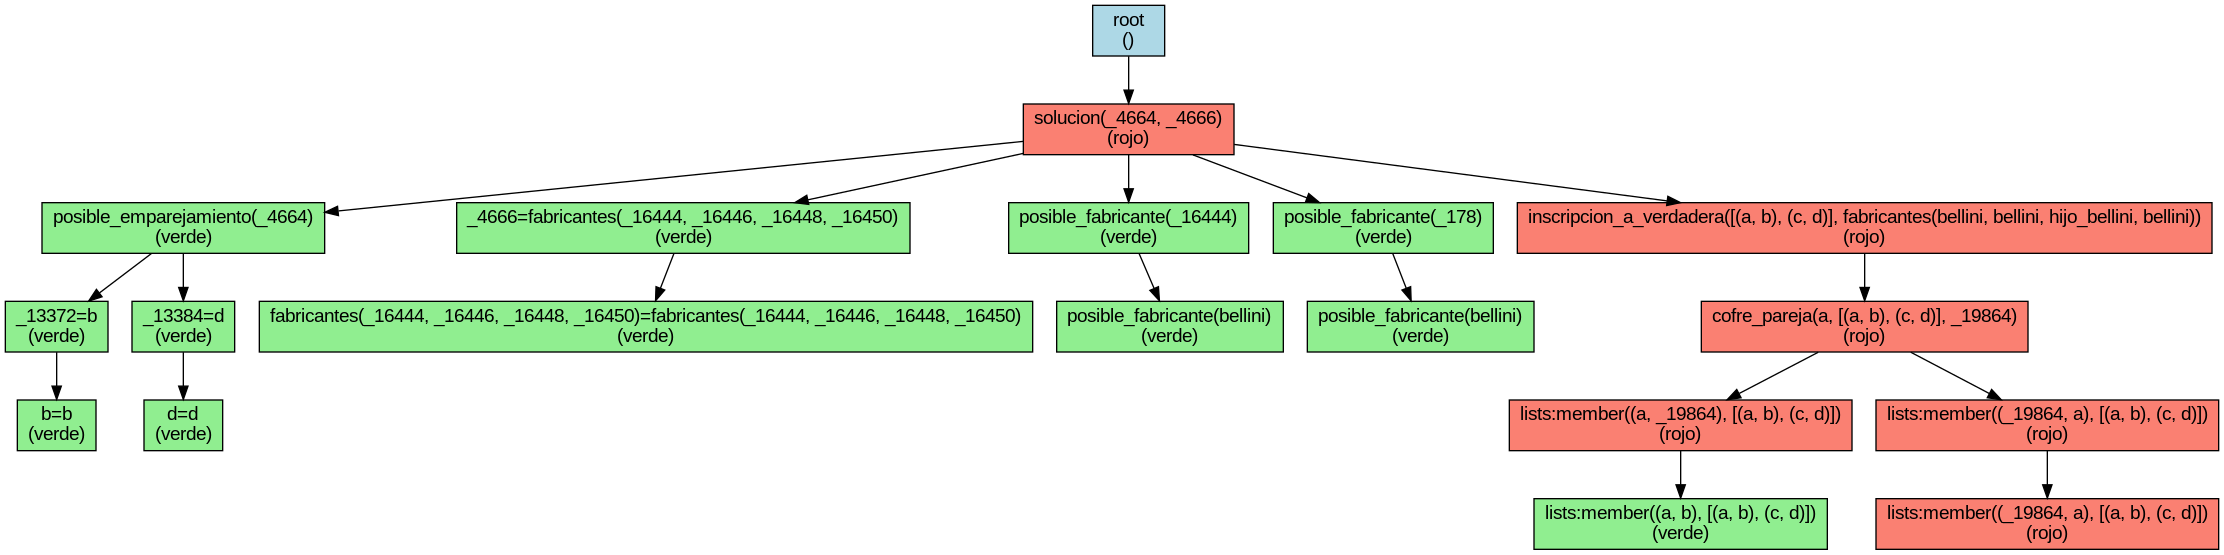 root
()
solucion(_4664, _4666)
(rojo)
posible_emparejamiento(_4664)
(verde)
_4666=fabricantes(_16444, _16446, _16448, _16450)
(verde)
posible_fabricante(_16444)
(verde)
posible_fabricante(_178)
(verde)
inscripcion_a_verdadera([(a, b), (c, d)], fabricantes(bellini, bellini, hijo_bellini, bellini))
(rojo)
_13372=b
(verde)
_13384=d
(verde)
fabricantes(_16444, _16446, _16448, _16450)=fabricantes(_16444, _16446, _16448, _16450)
(verde)
posible_fabricante(bellini)
(verde)
posible_fabricante(bellini)
(verde)
cofre_pareja(a, [(a, b), (c, d)], _19864)
(rojo)
b=b
(verde)
d=d
(verde)
lists:member((a, _19864), [(a, b), (c, d)])
(rojo)
lists:member((_19864, a), [(a, b), (c, d)])
(rojo)
lists:member((a, b), [(a, b), (c, d)])
(verde)
lists:member((_19864, a), [(a, b), (c, d)])
(rojo)